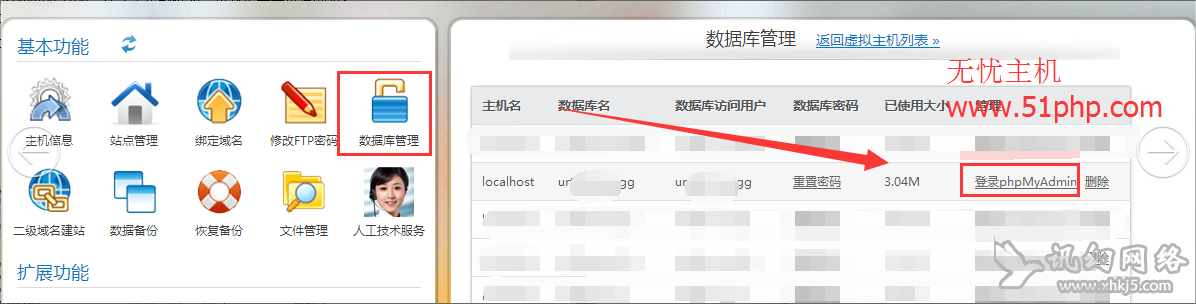 基本功能
主机信息
站点管理
绑定域名
修改FTP密码
数据库管理
二级域名建站
数据备份
恢复备份
文件管理
人工技术服务
扩展功能
数据库管理 返回虚拟主机列表 »
无忧主机
www.51php.com
主机名 数据库名 数据库访问用户 数据库密码 已使用大小 管理
localhost ur gg ur gg 重置密码 3.04M 登录phpMyAdmin 删除
讯幻网络
www.xhkj5.com